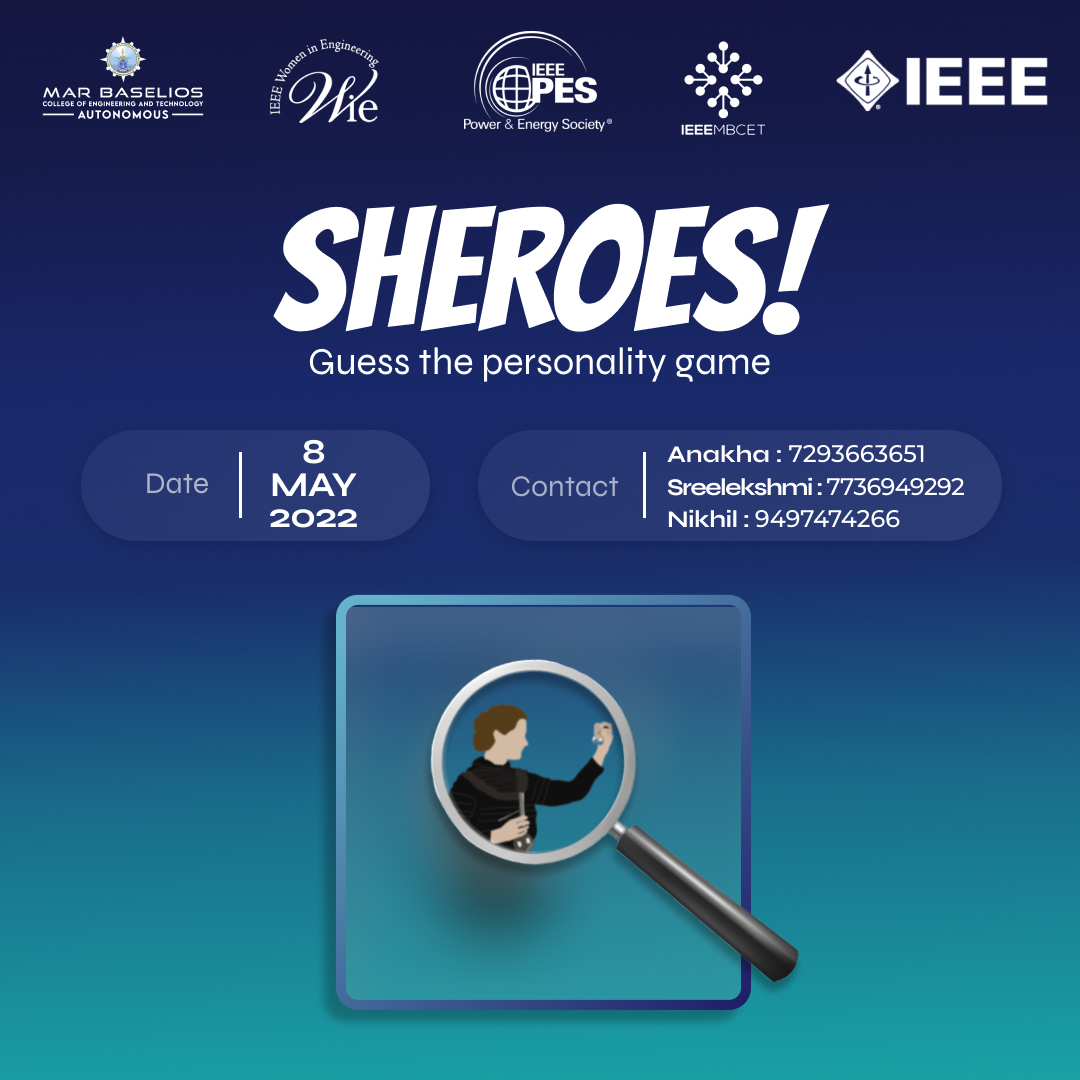 MAR BASELIOS
COLLEGE OF ENGINEERING AND TECHNOLOGY
AUTONOMOUS
IEEE Women in Engineering
Wie
IEEE
PES
Power & Energy Society®
IEEEMBCET
IEEE
SHEROES!
Guess the personality game
Date
8
MAY
2022
Contact
Anakha : 7293663651
Sreelekshmi : 7736949292
Nikhil : 9497474266